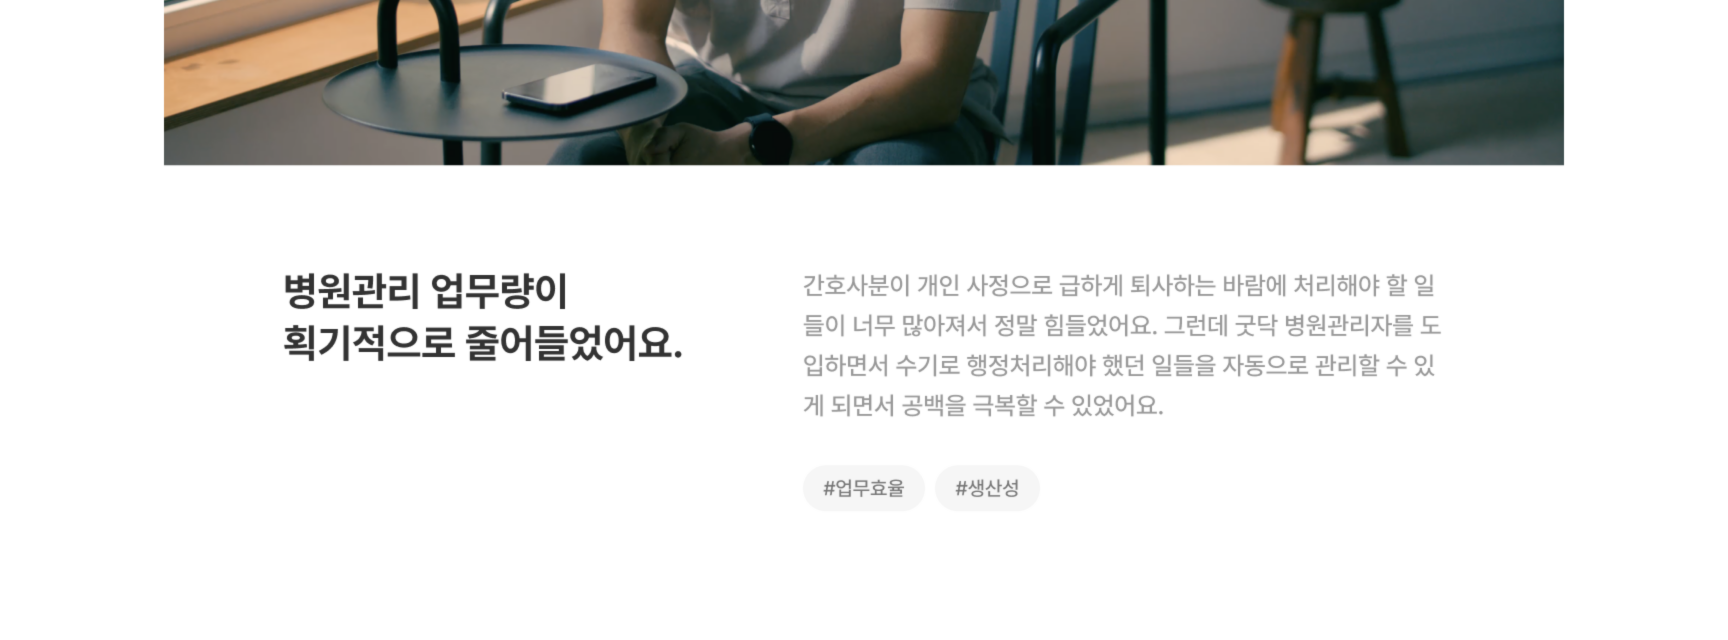 병원관리 업무량이
획기적으로 줄어들었어요.
간호사분이 개인 사정으로 급하게 퇴사하는 바람에 처리해야 할 일
들이 너무 많아져서 정말 힘들었어요. 그런데 굿닥 병원관리자를 도
입하면서 수기로 행정처리해야 했던 일들을 자동으로 관리할 수 있
게 되면서 공백을 극복할 수 있었어요.
#업무효율 #생산성